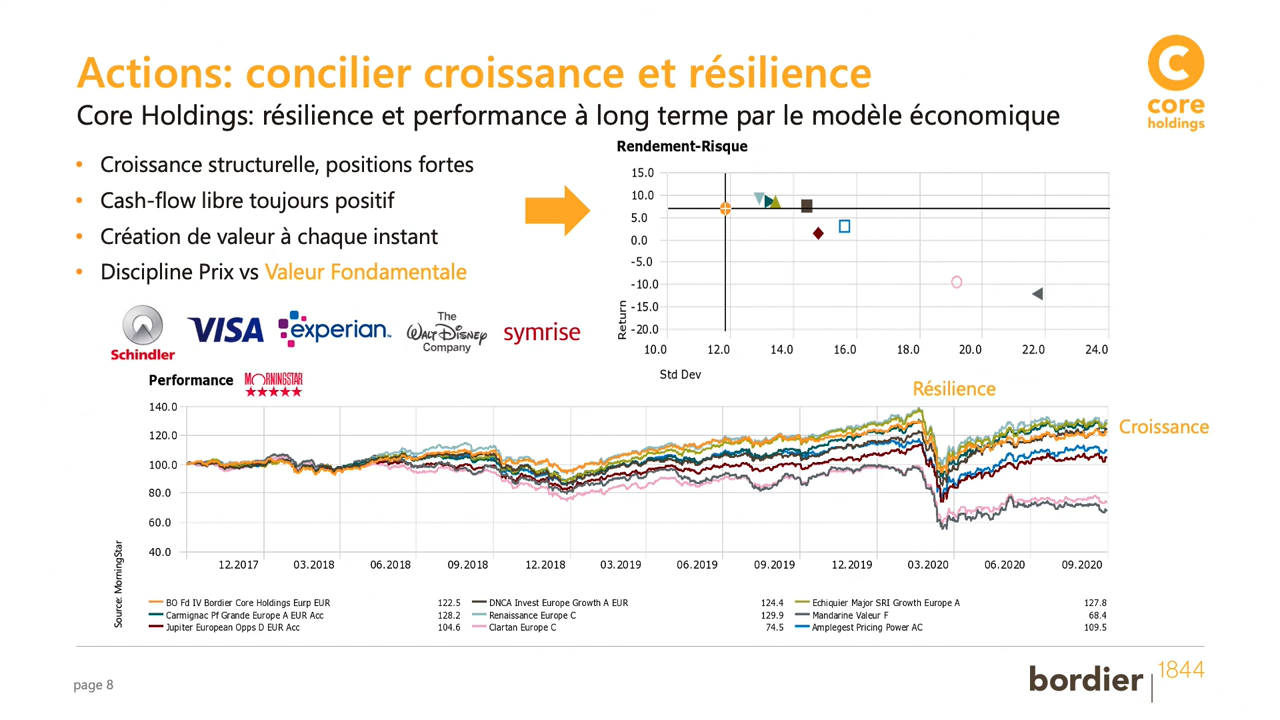 Actions: concilier croissance et résilience
Core Holdings: résilience et performance à long terme par le modèle économique
core
holdings
• Croissance structurelle, positions fortes
• Cash-flow libre toujours positif
• Création de valeur à chaque instant
• Discipline Prix vs Valeur Fondamentale
Schindler
VISA
experian.
The
WALT DISNEY
Company
symrise
Rendement-Risque
15.0
10.0
5.0
0.0
-5.0
-10.0
-15.0
-20.0
Return
10.0 12.0 14.0 16.0 18.0 20.0 22.0 24.0
Std Dev
Performance
MORNINGSTAR
Résilience
Croissance
140.0
120.0
100.0
80.0
60.0
40.0
12.2017 03.2018 06.2018 09.2018 12.2018 03.2019 06.2019 09.2019 12.2019 03.2020 06.2020 09.2020
Source: MorningStar
BO Fd IV Bordier Core Holdings Eurp EUR 122.5 DNCA Invest Europe Growth A EUR 124.4 Echiquier Major SRI Growth Europe A 127.8
Carmignac Pf Grande Europe A EUR Acc 128.2 Renaissance Europe C 129.9 Mandarine Valeur F 68.4
Jupiter European Opps D EUR Acc 104.6 Clartan Europe C 74.5 Amplegest Pricing Power AC 109.5
page 8
bordier | 1844